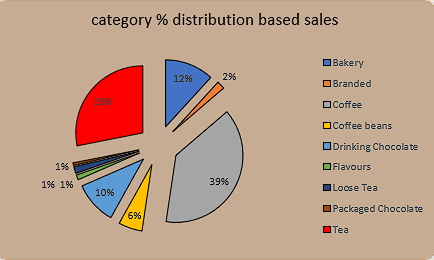 category % distribution based sales
12%
2%
39%
6%
10%
1%
1%
1%
28%
Bakery
Branded
Coffee
Coffee beans
Drinking Chocolate
Flavours
Loose Tea
Packaged Chocolate
Tea